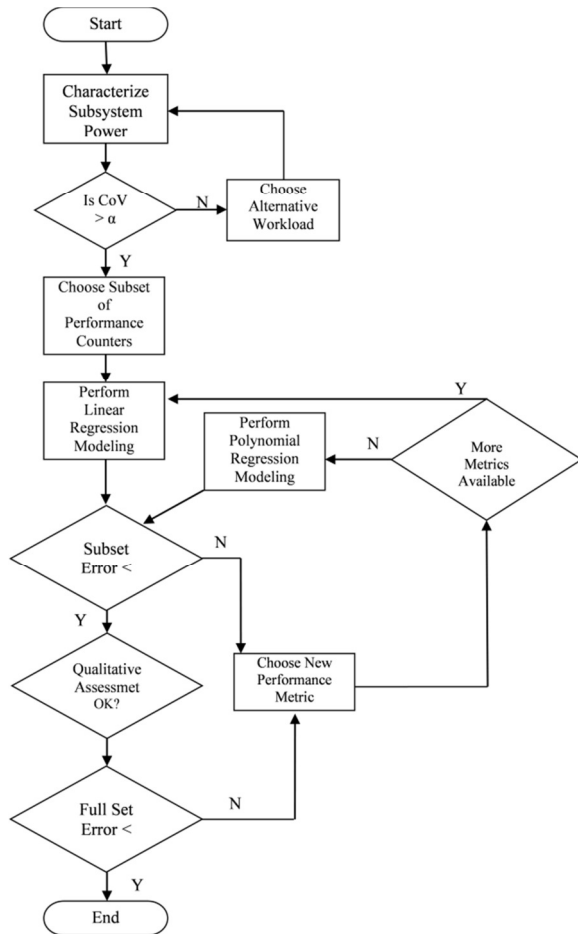 Start
Characterize
Subsystem
Power
Is CoV
> α
N
Choose
Alternative
Workload
Y
Choose Subset
of
Performance
Counters
Perform
Linear
Regression
Modeling
Y
Perform
Polynomial
Regression
Modeling
N
More
Metrics
Available
Subset
Error <
N
Y
Qualitative
Assessmet
OK?
Choose New
Performance
Metric
Full Set
Error <
N
Y
End